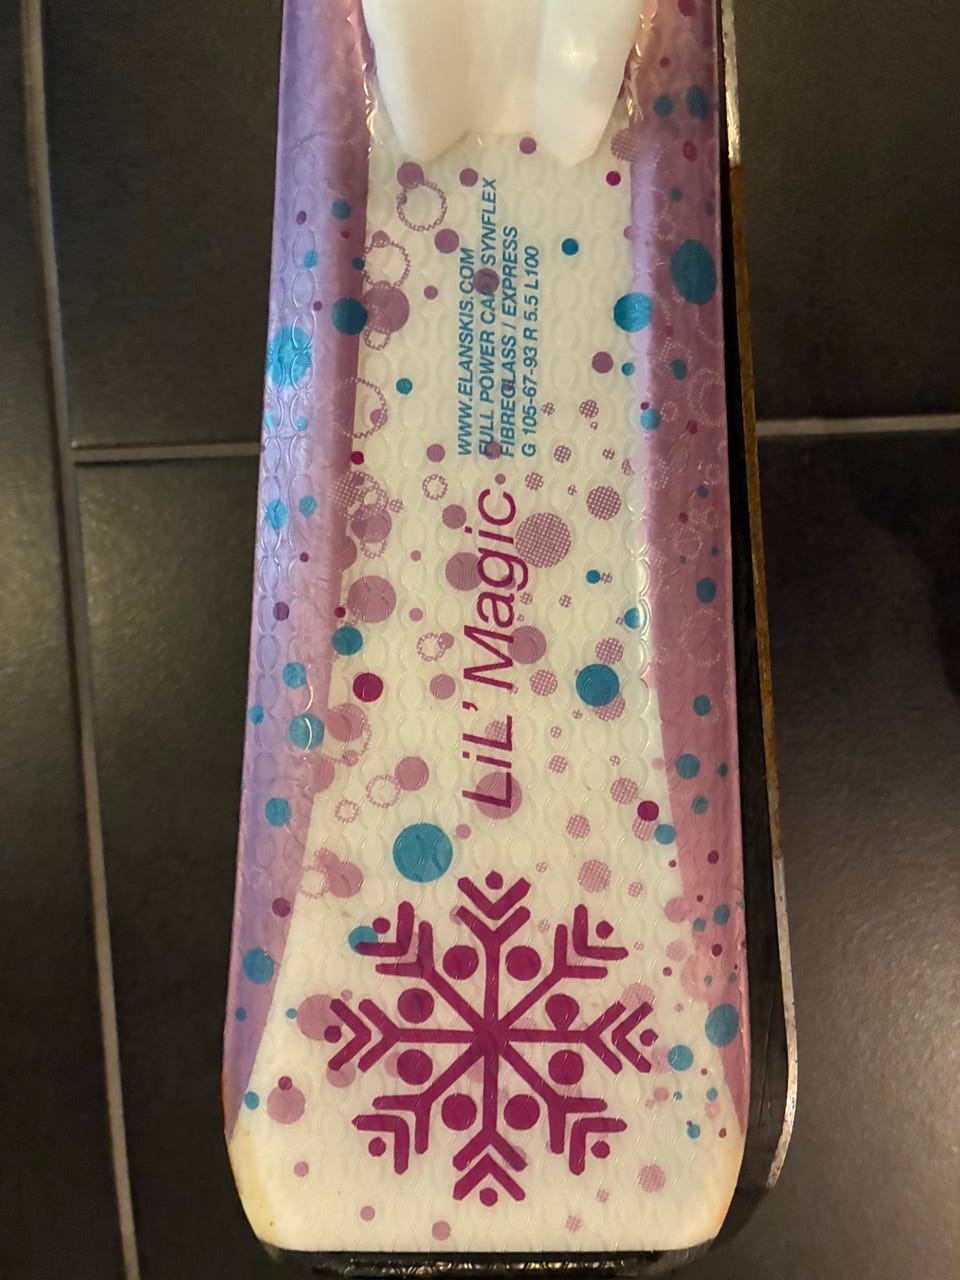 WWW.ELANSKIS.COM
FULL POWER CAP / SYNFLEX
FIBREGLASS / EXPRESS
G 105-67-93 R 5.5 L100
LiL' Magic